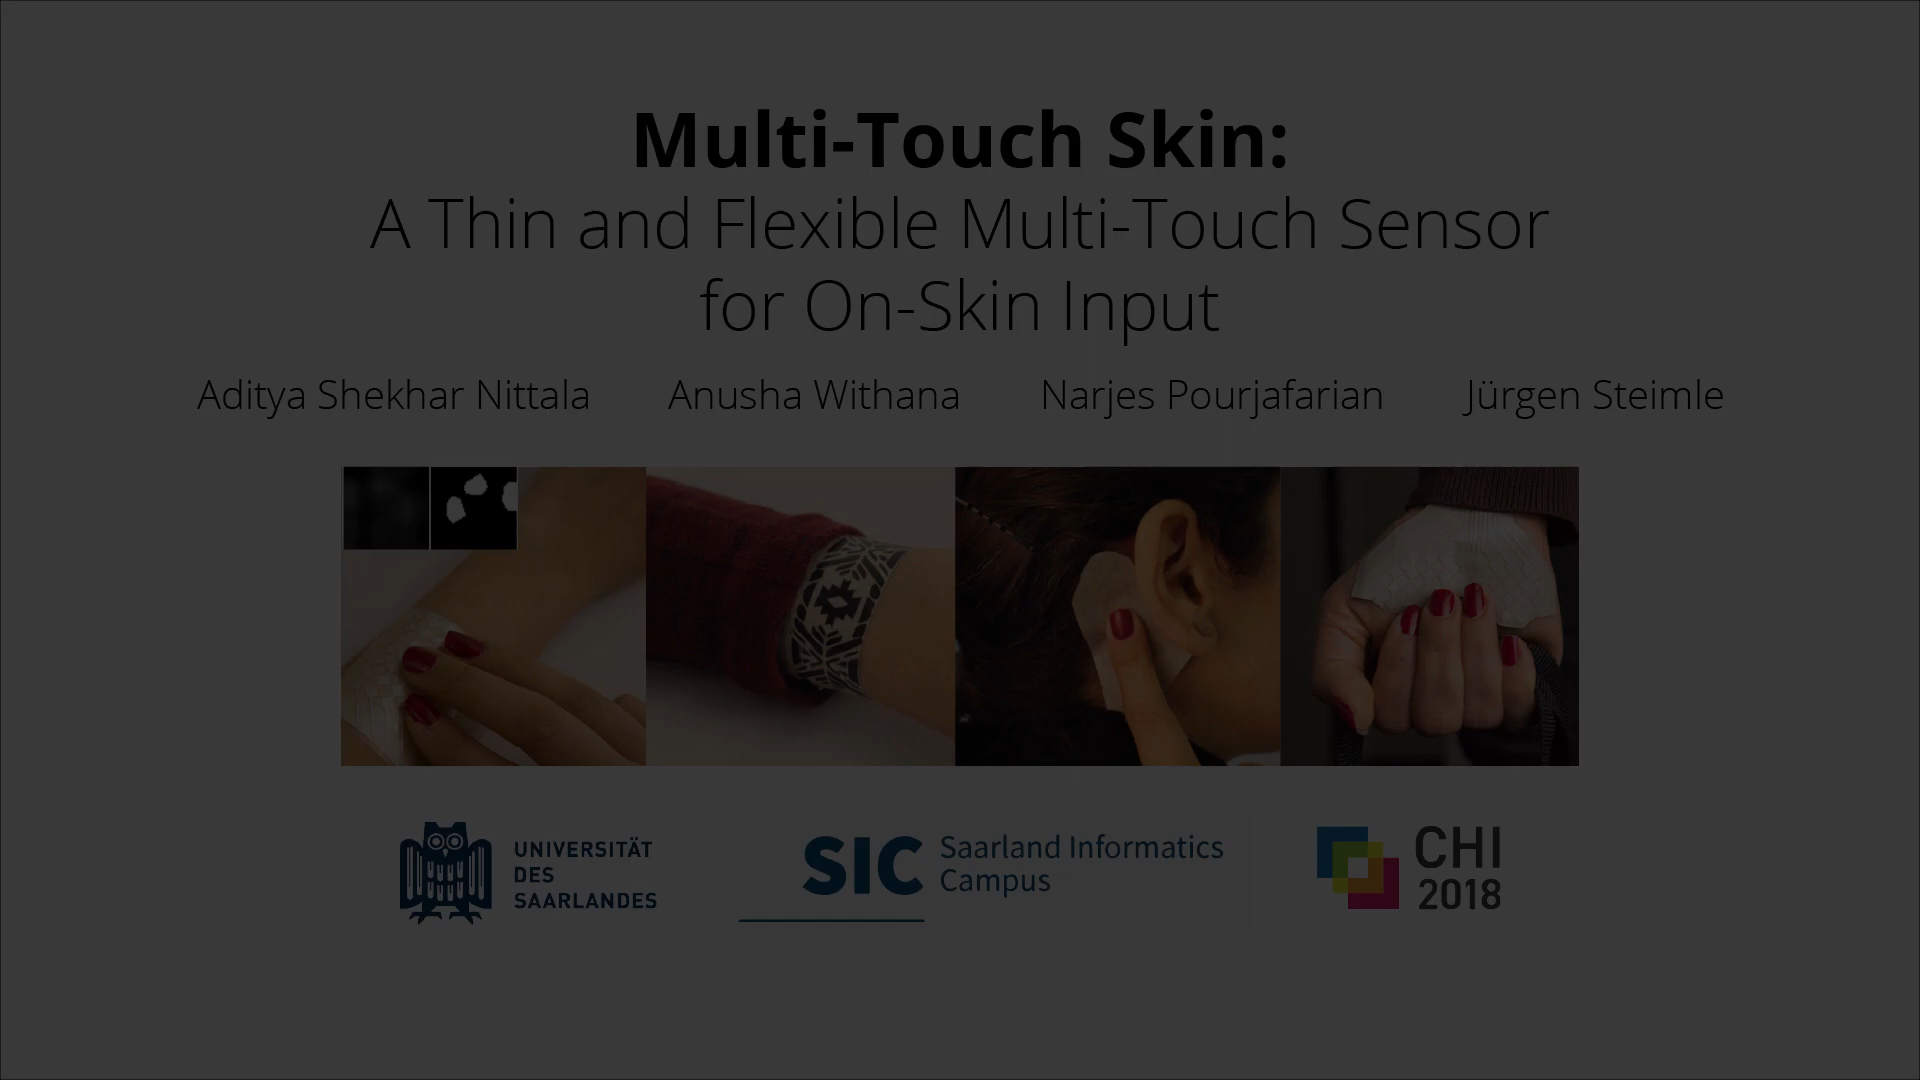 Multi-Touch Skin:
A Thin and Flexible Multi-Touch Sensor
for On-Skin Input
Aditya Shekhar Nittala Anusha Withana Narjes Pourjafarian Jürgen Steimle
UNIVERSITÄT
DES
SAARLANDES
SIC Saarland Informatics
Campus
CHI
2018